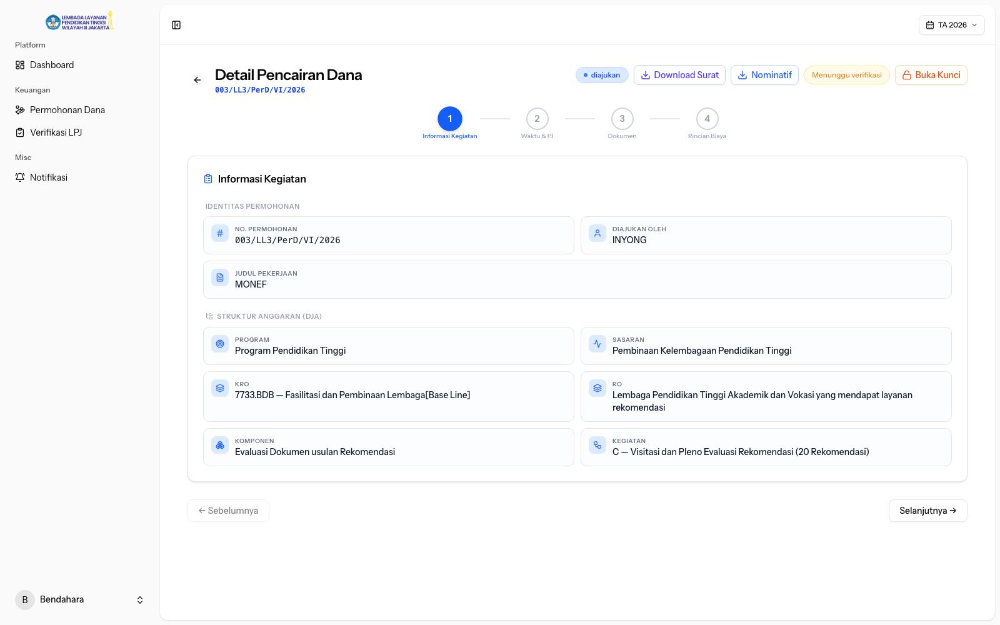 LEMBAGA LAYANAN
PENDIDIKAN TINGGI
WILAYAH III JAKARTA
Platform
Dashboard
Keuangan
Permohonan Dana
Verifikasi LPJ
Misc
Notifikasi
B
Bendahara
TA 2026
Detail Pencairan Dana
003/LL3/PerD/VI/2026
diajukan
Download Surat
Nominatif
Menunggu verifikasi
Buka Kunci
1
Informasi Kegiatan
2
Waktu & PJ
3
Dokumen
4
Rincian Biaya
Informasi Kegiatan
IDENTITAS PERMOHONAN
NO. PERMOHONAN
003/LL3/PerD/VI/2026
DIAJUKAN OLEH
INYONG
JUDUL PEKERJAAN
MONEF
STRUKTUR ANGGARAN (DJA)
PROGRAM
Program Pendidikan Tinggi
SASARAN
Pembinaan Kelembagaan Pendidikan Tinggi
KRO
7733.BDB — Fasilitasi dan Pembinaan Lembaga[Base Line]
RO
Lembaga Pendidikan Tinggi Akademik dan Vokasi yang mendapat layanan
rekomendasi
KOMPONEN
Evaluasi Dokumen usulan Rekomendasi
KEGIATAN
C — Visitasi dan Pleno Evaluasi Rekomendasi (20 Rekomendasi)
← Sebelumnya
Selanjutnya →